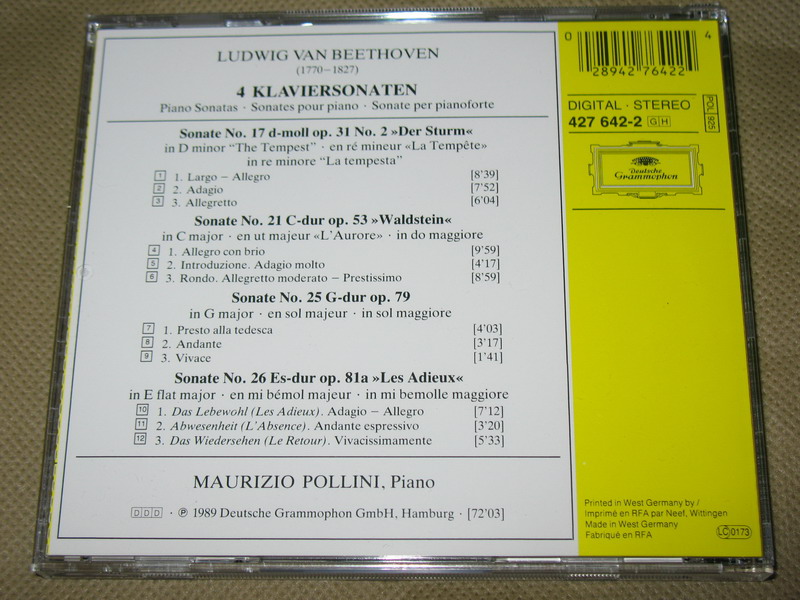 LUDWIG VAN BEETHOVEN
(1770–1827)
4 KLAVIERSONATEN
Piano Sonatas · Sonates pour piano · Sonate per pianoforte
Sonate No. 17 d-moll op. 31 No. 2 »Der Sturm«
in D minor “The Tempest” · en ré mineur «La Tempête»
in re minore “La tempesta”
1 1. Largo – Allegro [8'39]
2 2. Adagio [7'52]
3 3. Allegretto [6'04]
Sonate No. 21 C-dur op. 53 »Waldstein«
in C major · en ut majeur «L'Aurore» · in do maggiore
4 1. Allegro con brio [9'59]
5 2. Introduzione. Adagio molto [4'17]
6 3. Rondo. Allegretto moderato – Prestissimo [8'59]
Sonate No. 25 G-dur op. 79
in G major · en sol majeur · in sol maggiore
7 1. Presto alla tedesca [4'03]
8 2. Andante [3'17]
9 3. Vivace [1'41]
Sonate No. 26 Es-dur op. 81a »Les Adieux«
in E flat major · en mi bémol majeur · in mi bemolle maggiore
10 1. Das Lebewohl (Les Adieux). Adagio – Allegro [7'12]
11 2. Abwesenheit (L'Absence). Andante espressivo [3'20]
12 3. Das Wiedersehen (Le Retour). Vivacissimamente [5'33]
MAURIZIO POLLINI, Piano
DDD · ℗ 1989 Deutsche Grammophon GmbH, Hamburg · [72'03]
0 28942 76422 4
DIGITAL · STEREO
427 642-2 GH
POL 925
Deutsche
Grammophon
Printed in West Germany by /
Imprimé en RFA par Neef, Wittingen
Made in West Germany
Fabriqué en RFA
LC 0173